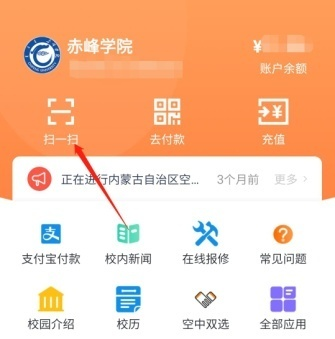 赤峰学院
¥
账户余额
扫一扫 去付款 充值
正在进行内蒙古自治区空... 3个月前 更多
支付宝付款 校内新闻 在线报修 常见问题
校园介绍 校历 空中双选 全部应用